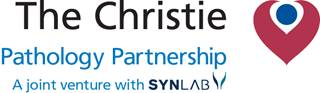 The Christie
Pathology Partnership
A joint venture with SYNLAB